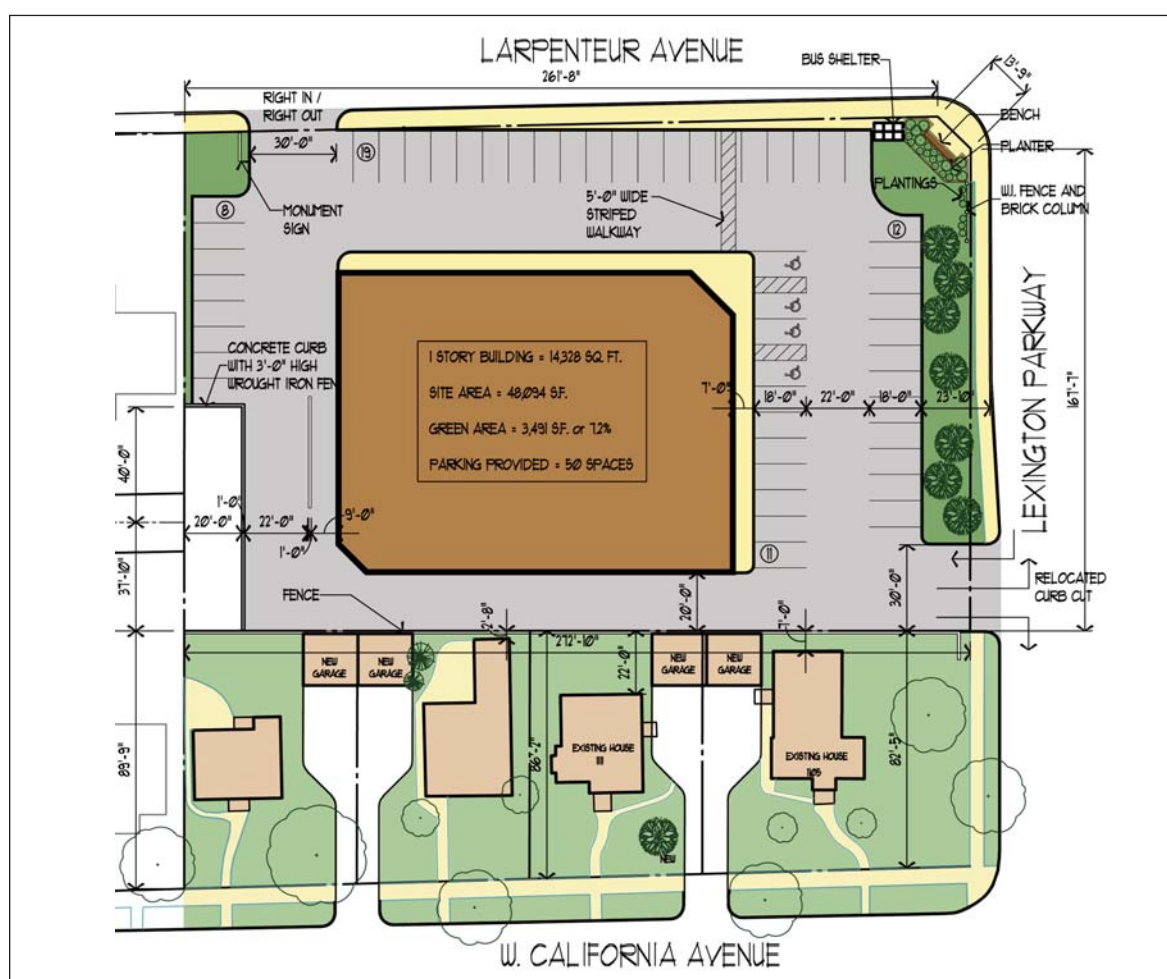 LARPENTEUR AVENUE
261'-8"
BUS SHELTER
13'-9"
RIGHT IN /
RIGHT OUT
BENCH
30'-0"
19
PLANTER
PLANTINGS
W.I. FENCE AND
BRICK COLUMN
8
MONUMENT
SIGN
5'-0" WIDE
STRIPED
WALKWAY
12
LEXINGTON PARKWAY
167'-7"
CONCRETE CURB
WITH 3'-0" HIGH
WROUGHT IRON FEN
1 STORY BUILDING = 14,328 SQ. FT.
SITE AREA = 48,094 S.F.
GREEN AREA = 3,491 S.F. or 7.2%
PARKING PROVIDED = 50 SPACES
7'-0"
18'-0"
22'-0"
18'-0"
23'-10"
40'-0"
1'-0"
20'-0"
22'-0"
9'-0"
1'-0"
11
37'-10"
FENCE
20'-0"
30'-0"
RELOCATED
CURB CUT
2'-8"
7'-0"
272'-10"
NEW
GARAGE
NEW
GARAGE
22'-0"
NEW
GARAGE
NEW
GARAGE
89'-9"
86'-2"
82'-5"
EXISTING HOUSE
1111
EXISTING HOUSE
1105
NEW
W. CALIFORNIA AVENUE